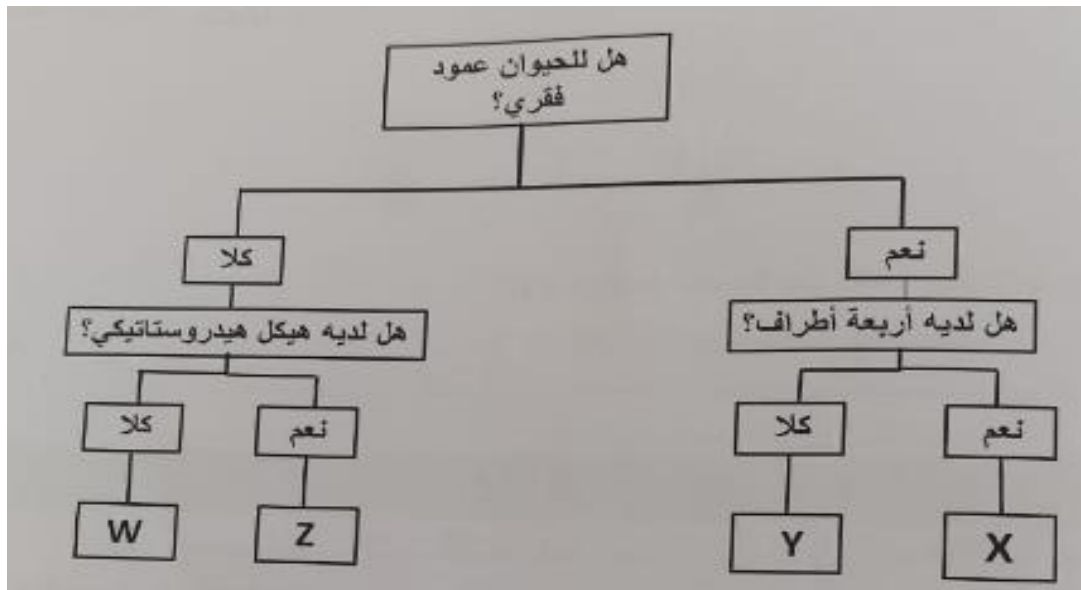 هل للحيوان عمود
فقري؟
نعم
كلا
هل لديه أربعة أطراف؟
هل لديه هيكل هيدروستاتيكي؟
نعم
كلا
نعم
كلا
X
Y
Z
W